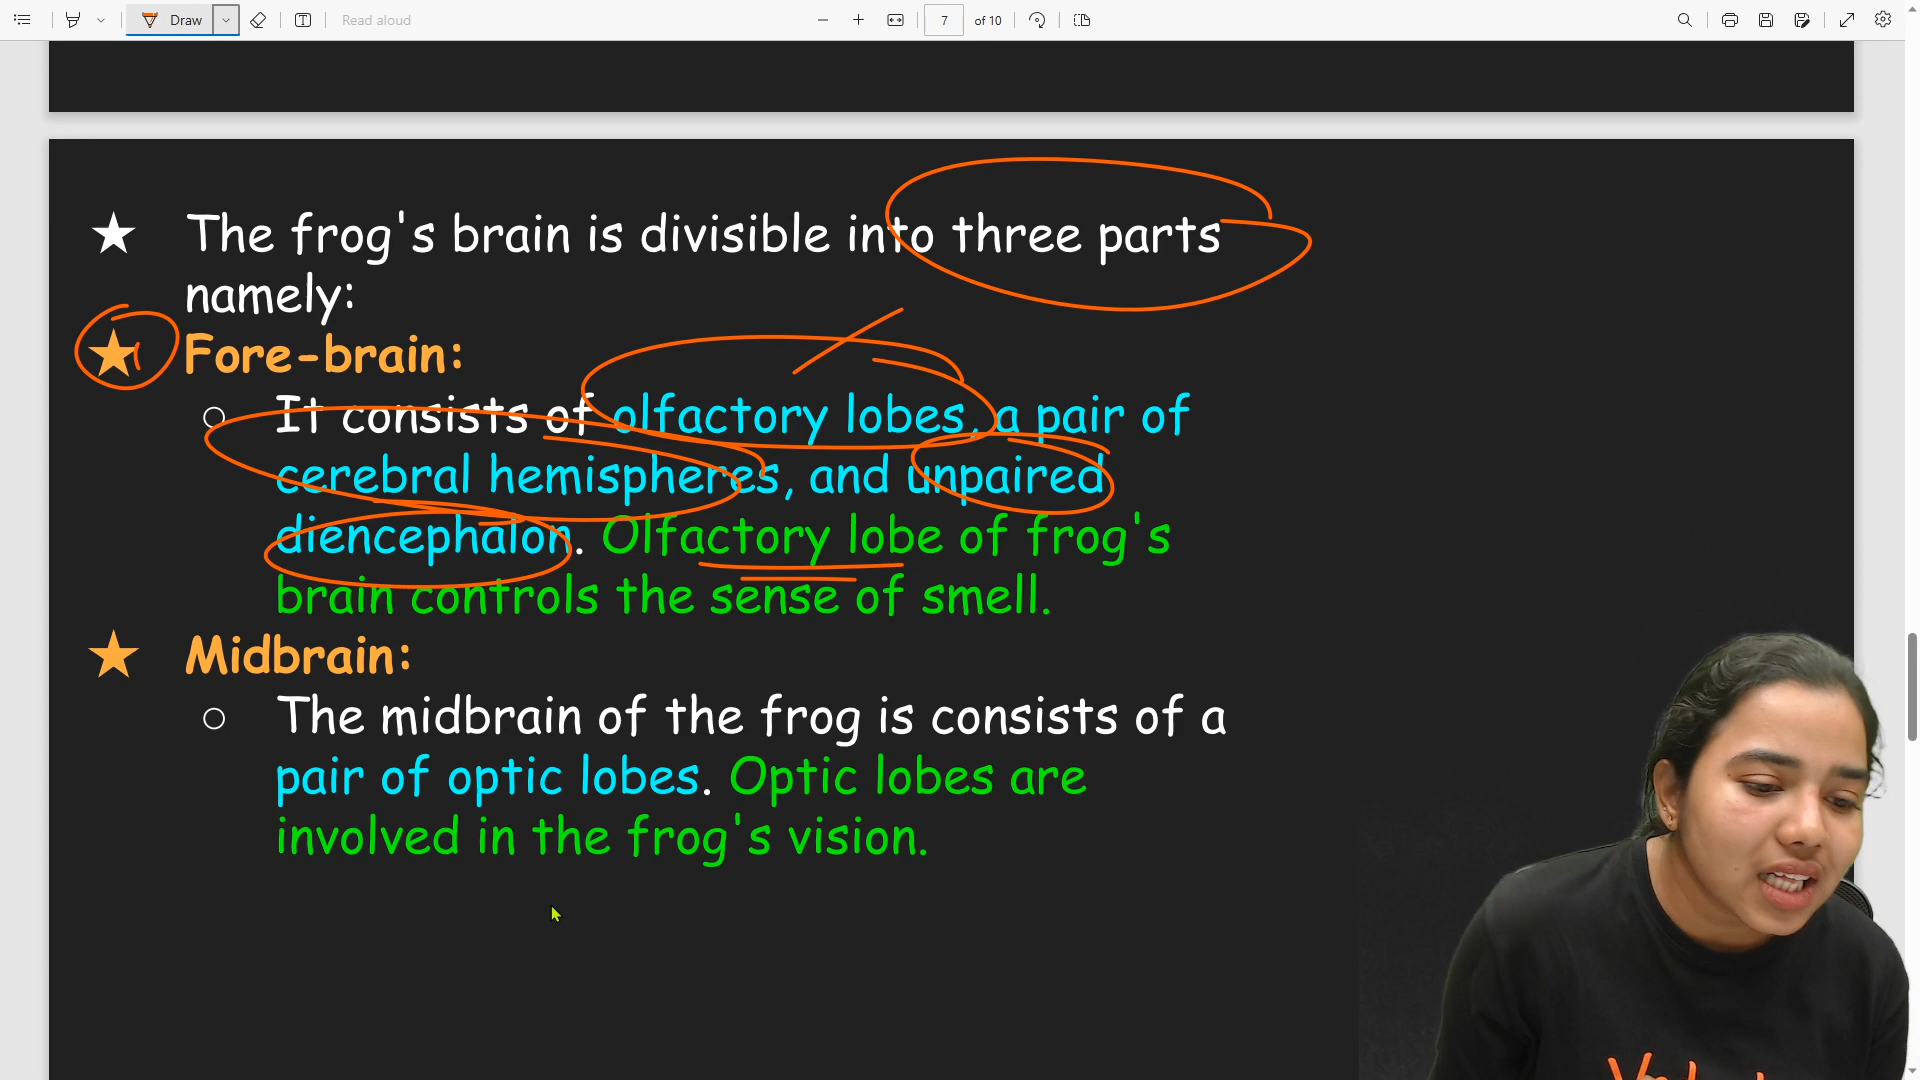 Draw
Read aloud
7
of 10
★ The frog's brain is divisible into three parts
namely:
★ Fore-brain:
○ It consists of olfactory lobes, a pair of
cerebral hemispheres, and unpaired
diencephalon. Olfactory lobe of frog's
brain controls the sense of smell.
★ Midbrain:
○ The midbrain of the frog is consists of a
pair of optic lobes. Optic lobes are
involved in the frog's vision.